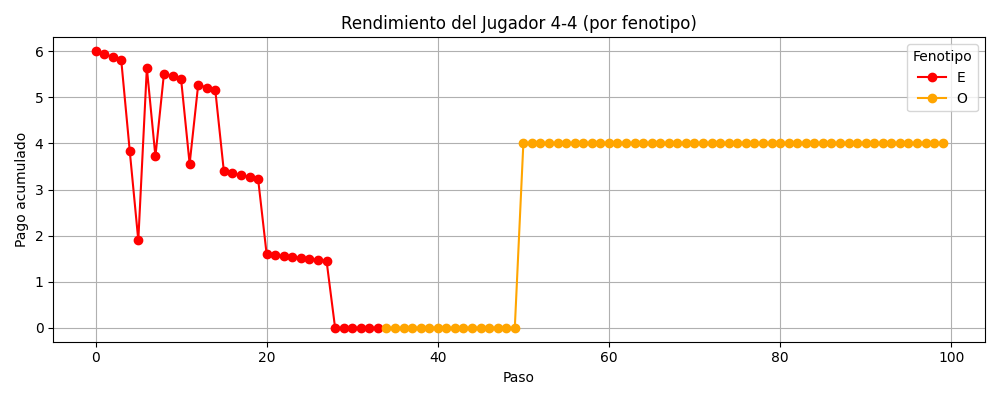 Rendimiento del Jugador 4-4 (por fenotipo)
Pago acumulado
6
5
4
3
2
1
0
0 20 40 60 80 100
Paso
Fenotipo
E
O